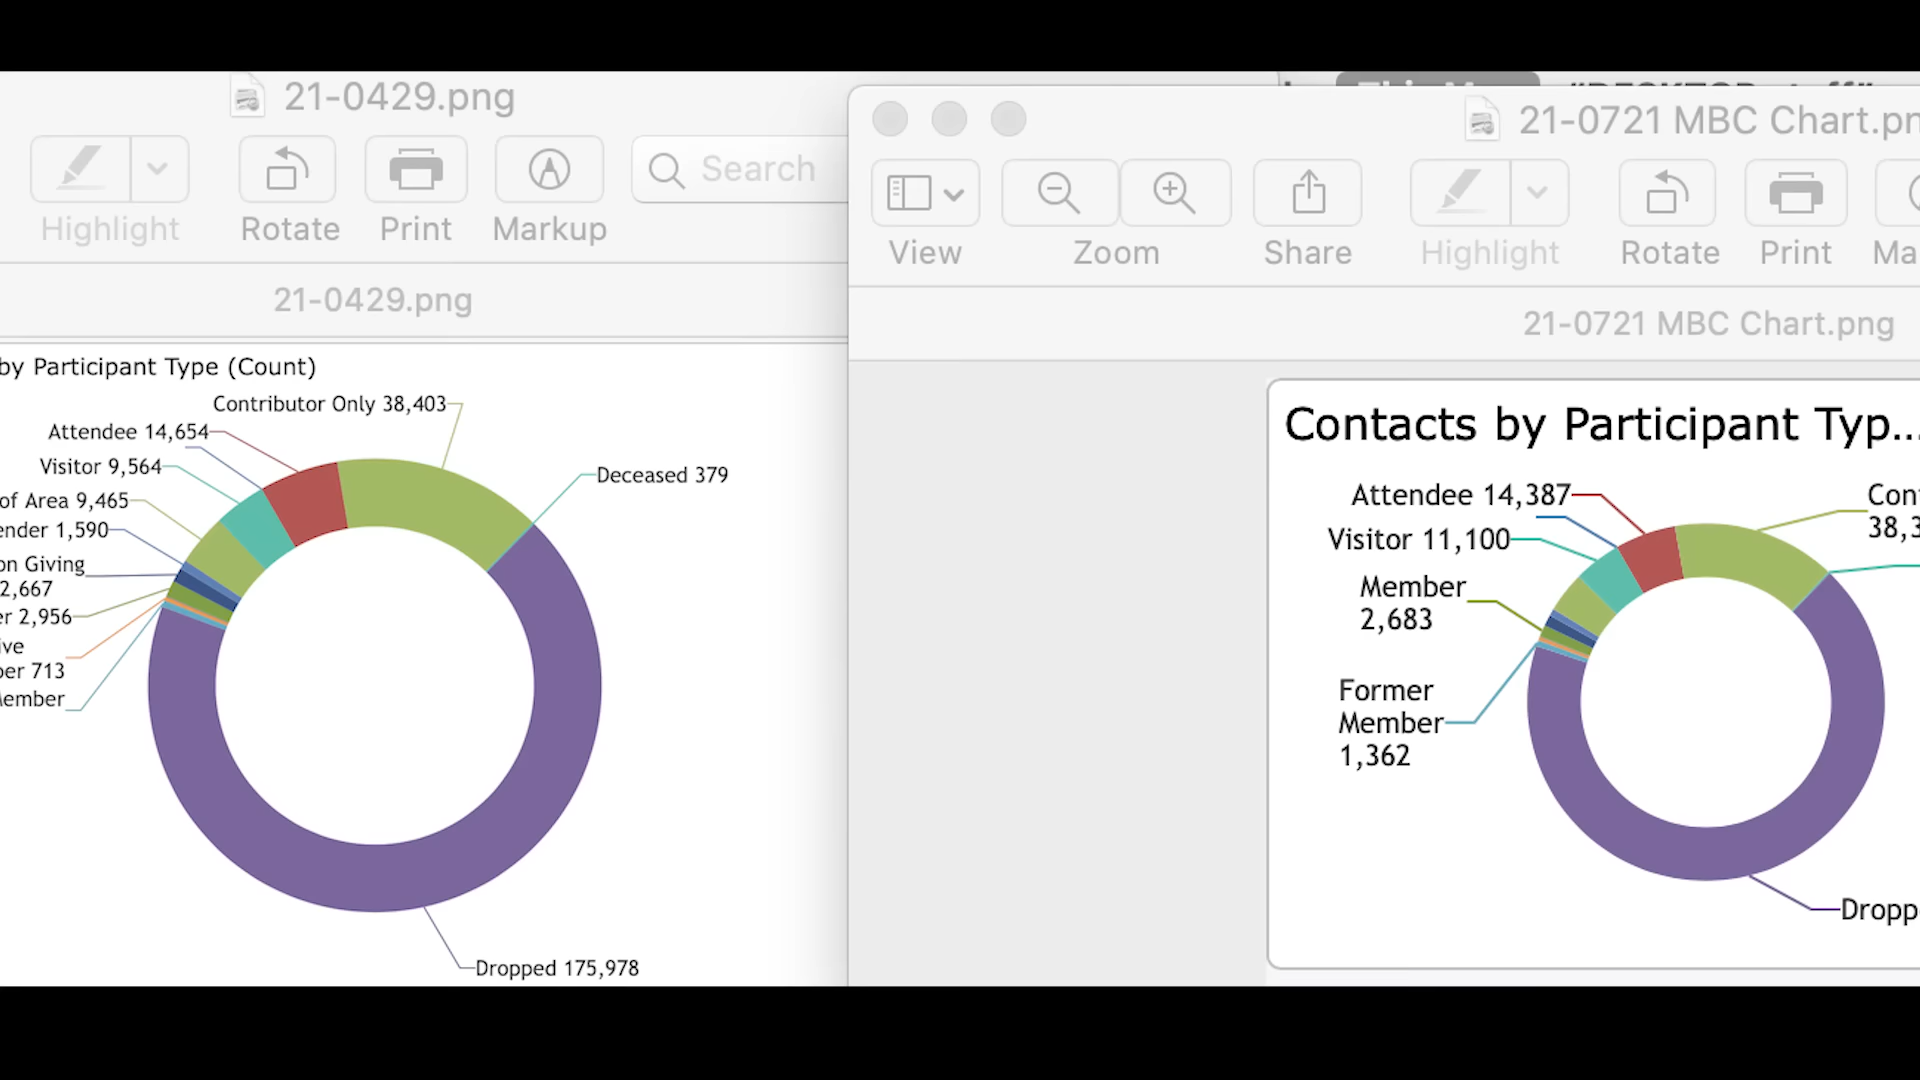 21-0429.png
Highlight
Rotate
Print
Markup
Search
21-0429.png
by Participant Type (Count)
Contributor Only 38,403
Attendee 14,654
Visitor 9,564
of Area 9,465
ender 1,590
on Giving
2,667
er 2,956
ive
ber 713
Member
Deceased 379
Dropped 175,978
21-0721 MBC Chart.pn
View
Zoom
Share
Highlight
Rotate
Print
Ma
21-0721 MBC Chart.png
Contacts by Participant Typ...
Attendee 14,387
Visitor 11,100
Member
2,683
Former
Member
1,362
Con
38,3
Dropp